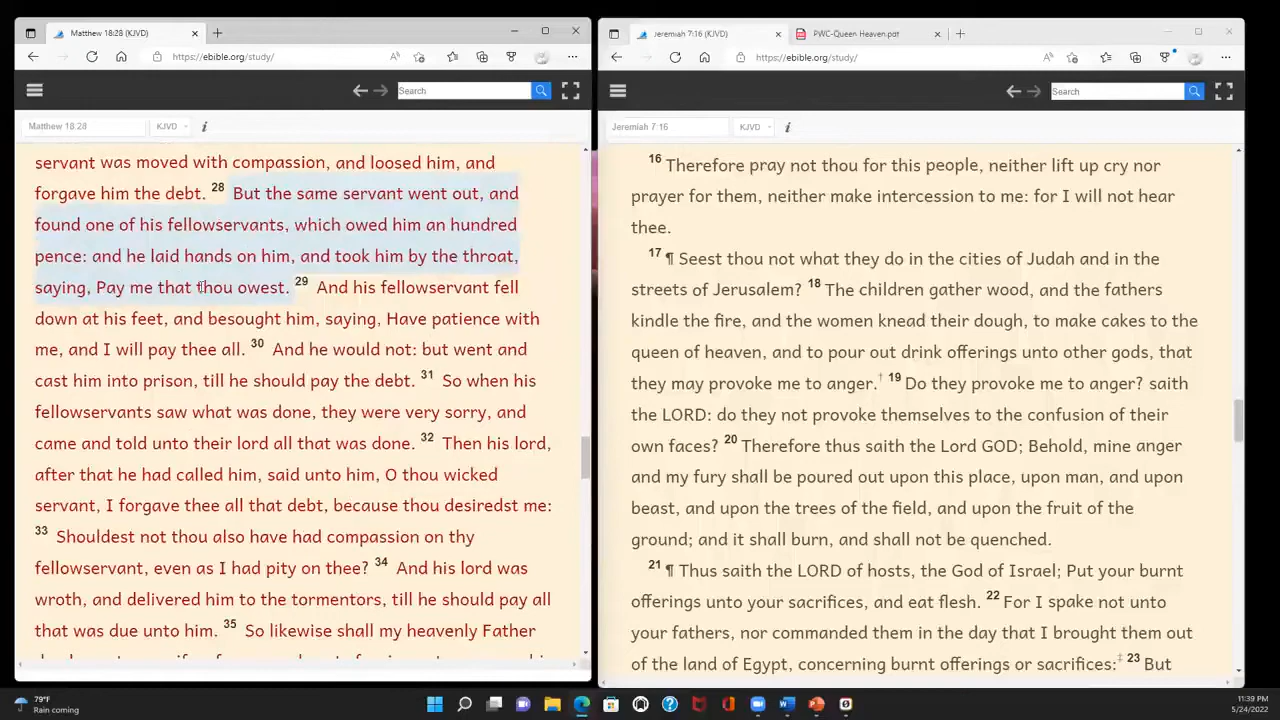 Matthew 18:28 (KJVD)
https://ebible.org/study/
Search
Matthew 18.28
KJVD
i
servant was moved with compassion, and loosed him, and
forgave him the debt. 28 But the same servant went out, and
found one of his fellowservants, which owed him an hundred
pence: and he laid hands on him, and took him by the throat,
saying, Pay me that thou owest. 29 And his fellowservant fell
down at his feet, and besought him, saying, Have patience with
me, and I will pay thee all. 30 And he would not: but went and
cast him into prison, till he should pay the debt. 31 So when his
fellowservants saw what was done, they were very sorry, and
came and told unto their lord all that was done. 32 Then his lord,
after that he had called him, said unto him, O thou wicked
servant, I forgave thee all that debt, because thou desiredst me:
33 Shouldest not thou also have had compassion on thy
fellowservant, even as I had pity on thee? 34 And his lord was
wroth, and delivered him to the tormentors, till he should pay all
that was due unto him. 35 So likewise shall my heavenly Father
Jeremiah 7:16 (KJVD)
PWC-Queen Heaven.pdf
https://ebible.org/study/
Search
Jeremiah 7:16
KJVD
i
16 Therefore pray not thou for this people, neither lift up cry nor
prayer for them, neither make intercession to me: for I will not hear
thee.
17 ¶ Seest thou not what they do in the cities of Judah and in the
streets of Jerusalem? 18 The children gather wood, and the fathers
kindle the fire, and the women knead their dough, to make cakes to the
queen of heaven, and to pour out drink offerings unto other gods, that
they may provoke me to anger.† 19 Do they provoke me to anger? saith
the LORD: do they not provoke themselves to the confusion of their
own faces? 20 Therefore thus saith the Lord GOD; Behold, mine anger
and my fury shall be poured out upon this place, upon man, and upon
beast, and upon the trees of the field, and upon the fruit of the
ground; and it shall burn, and shall not be quenched.
21 ¶ Thus saith the LORD of hosts, the God of Israel; Put your burnt
offerings unto your sacrifices, and eat flesh. 22 For I spake not unto
your fathers, nor commanded them in the day that I brought them out
of the land of Egypt, concerning burnt offerings or sacrifices:‡ 23 But
79°F
Rain coming
11:39 PM
5/24/2022